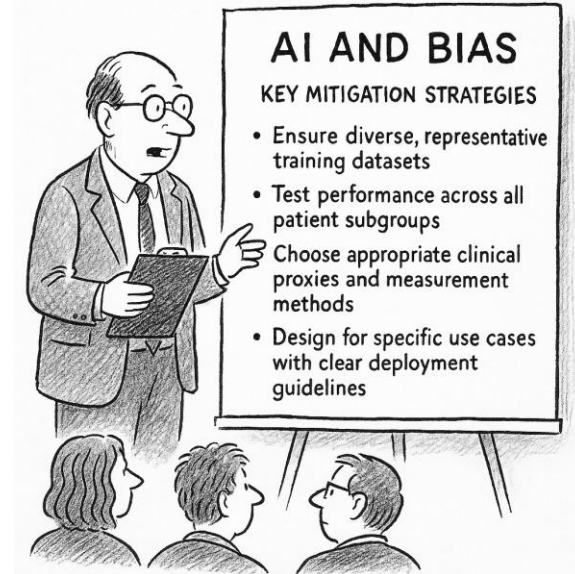 AI AND BIAS
KEY MITIGATION STRATEGIES
• Ensure diverse, representative
training datasets
• Test performance across all
patient subgroups
Choose appropriate clinical
proxies and measurement
methods
• Design for specific use cases
with clear deployment
guidelines